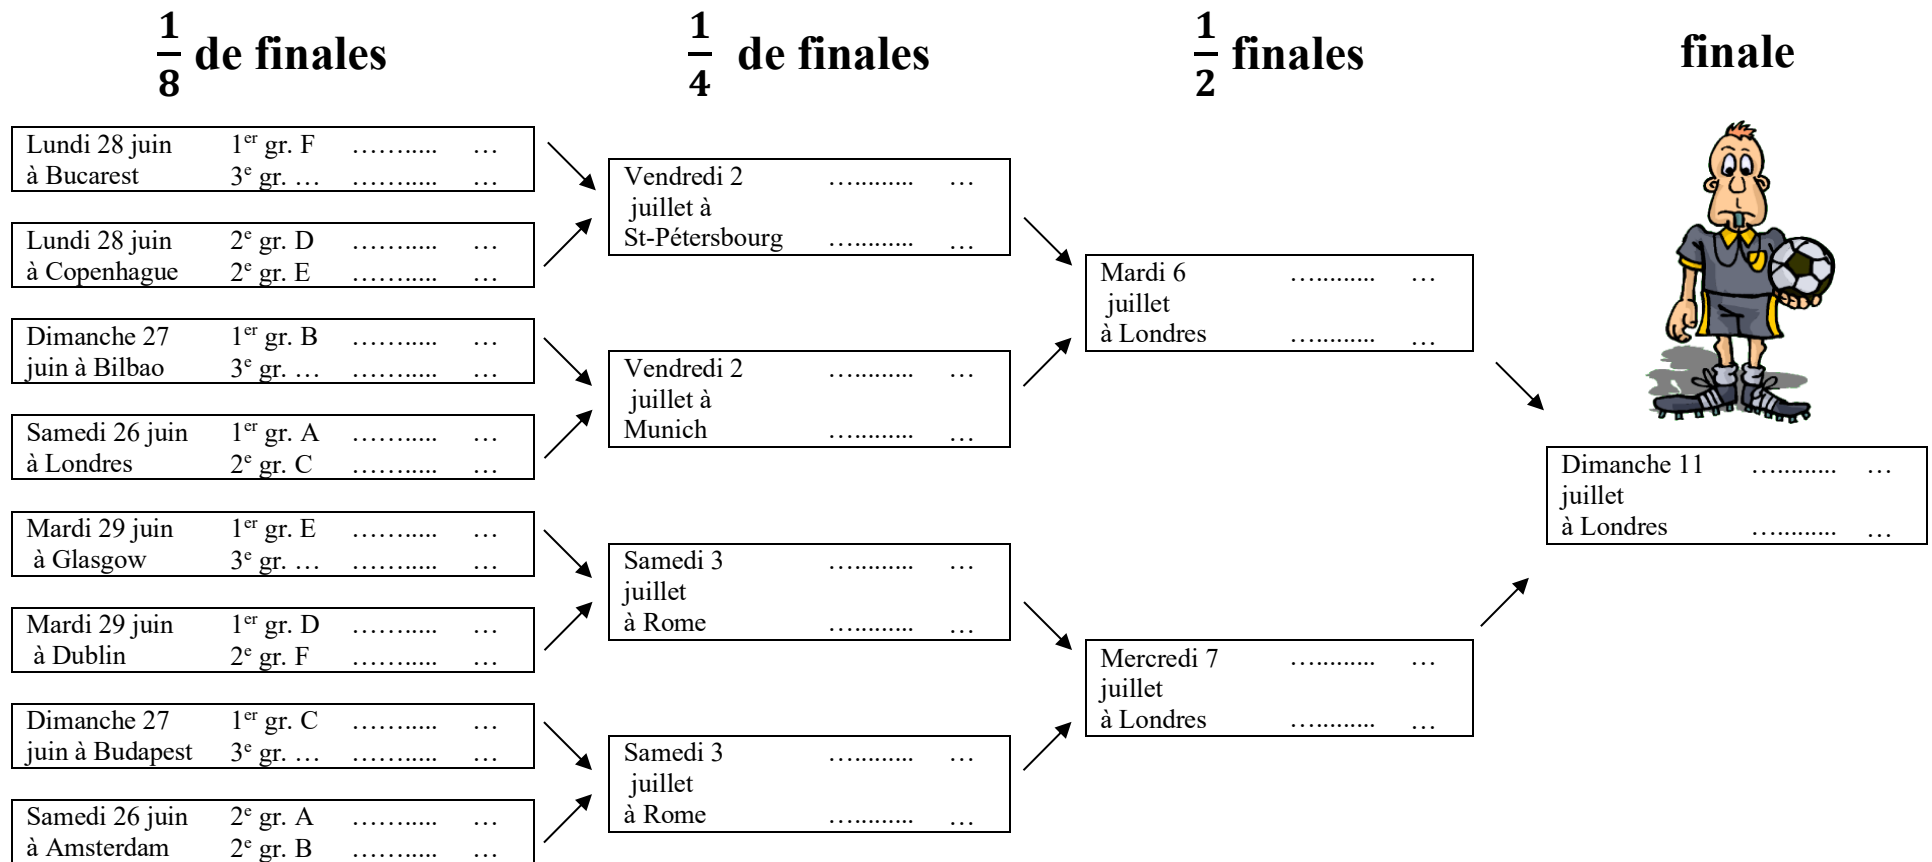 1/8 de finales
1/4 de finales
1/2 finales
finale
Lundi 28 juin 1er gr. F ………..... …
à Bucarest 3e gr. … ………..... …
Lundi 28 juin 2e gr. D ………..... …
à Copenhague 2e gr. E ………..... …
Dimanche 27 1er gr. B ………..... …
juin à Bilbao 3e gr. … ………..... …
Samedi 26 juin 1er gr. A ………..... …
à Londres 2e gr. C ………..... …
Mardi 29 juin 1er gr. E ………..... …
à Glasgow 3e gr. … ………..... …
Mardi 29 juin 1er gr. D ………..... …
à Dublin 2e gr. F ………..... …
Dimanche 27 1er gr. C ………..... …
juin à Budapest 3e gr. … ………..... …
Samedi 26 juin 2e gr. A ………..... …
à Amsterdam 2e gr. B ………..... …
Vendredi 2 …......... …
juillet à
St-Pétersbourg …......... …
Vendredi 2 …......... …
juillet à
Munich …......... …
Samedi 3 …......... …
juillet
à Rome …......... …
Samedi 3 …......... …
juillet
à Rome …......... …
Mardi 6 …......... …
juillet
à Londres …......... …
Mercredi 7 …......... …
juillet
à Londres …......... …
Dimanche 11 …......... …
juillet
à Londres …......... …